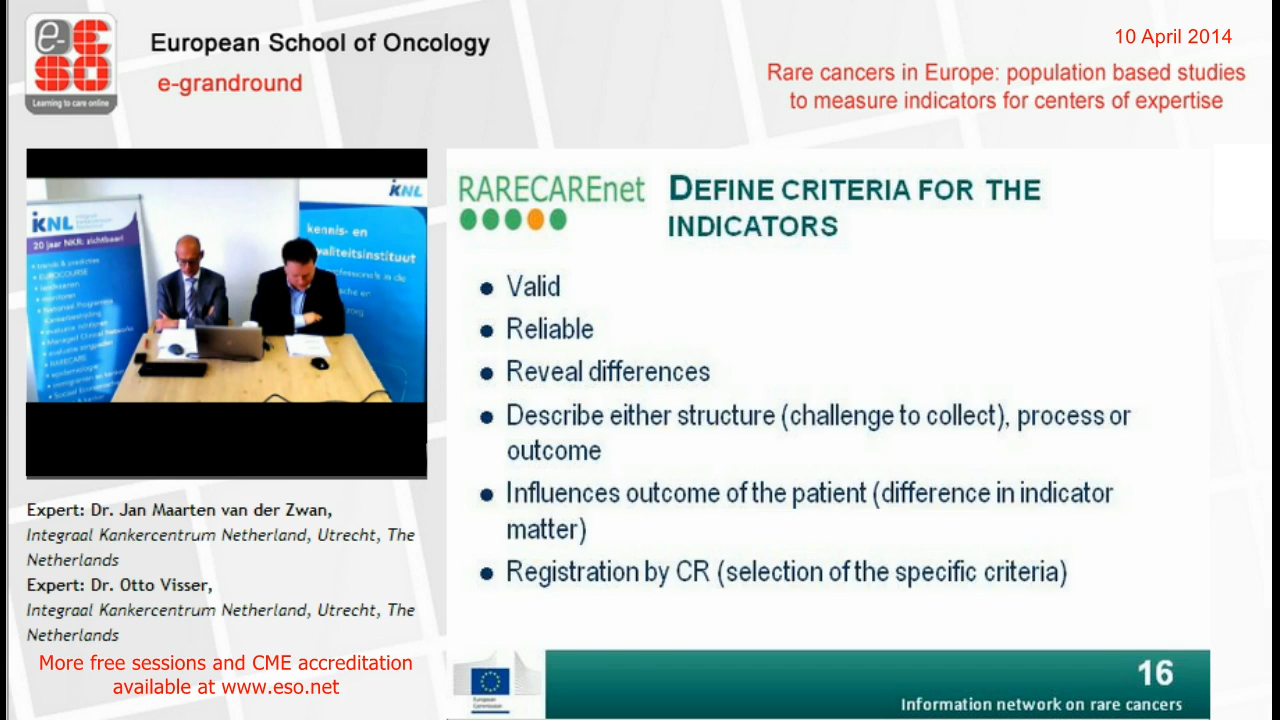 e-ESO
Learning to care online
European School of Oncology
e-grandround
10 April 2014
Rare cancers in Europe: population based studies
to measure indicators for centers of expertise
iKNL
20 jaar NKR: zichtbaar!
iKNL
kennis- en
waliteitsinstituut
Expert: Dr. Jan Maarten van der Zwan,
Integraal Kankercentrum Netherland, Utrecht, The
Netherlands
Expert: Dr. Otto Visser,
Integraal Kankercentrum Netherland, Utrecht, The
Netherlands
More free sessions and CME accreditation
available at www.eso.net
RARECAREnet
DEFINE CRITERIA FOR THE
INDICATORS
• Valid
• Reliable
• Reveal differences
• Describe either structure (challenge to collect), process or
outcome
• Influences outcome of the patient (difference in indicator
matter)
• Registration by CR (selection of the specific criteria)
European
Commission
16
Information network on rare cancers